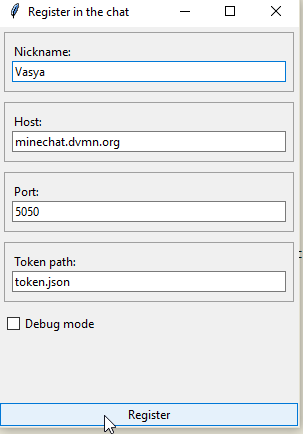 Register in the chat
Nickname:
Vasya
Host:
minechat.dvmn.org
Port:
5050
Token path:
token.json
Debug mode
Register